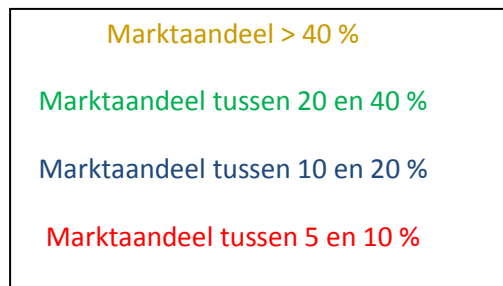 Marktaandeel > 40 %
Marktaandeel tussen 20 en 40 %
Marktaandeel tussen 10 en 20 %
Marktaandeel tussen 5 en 10 %